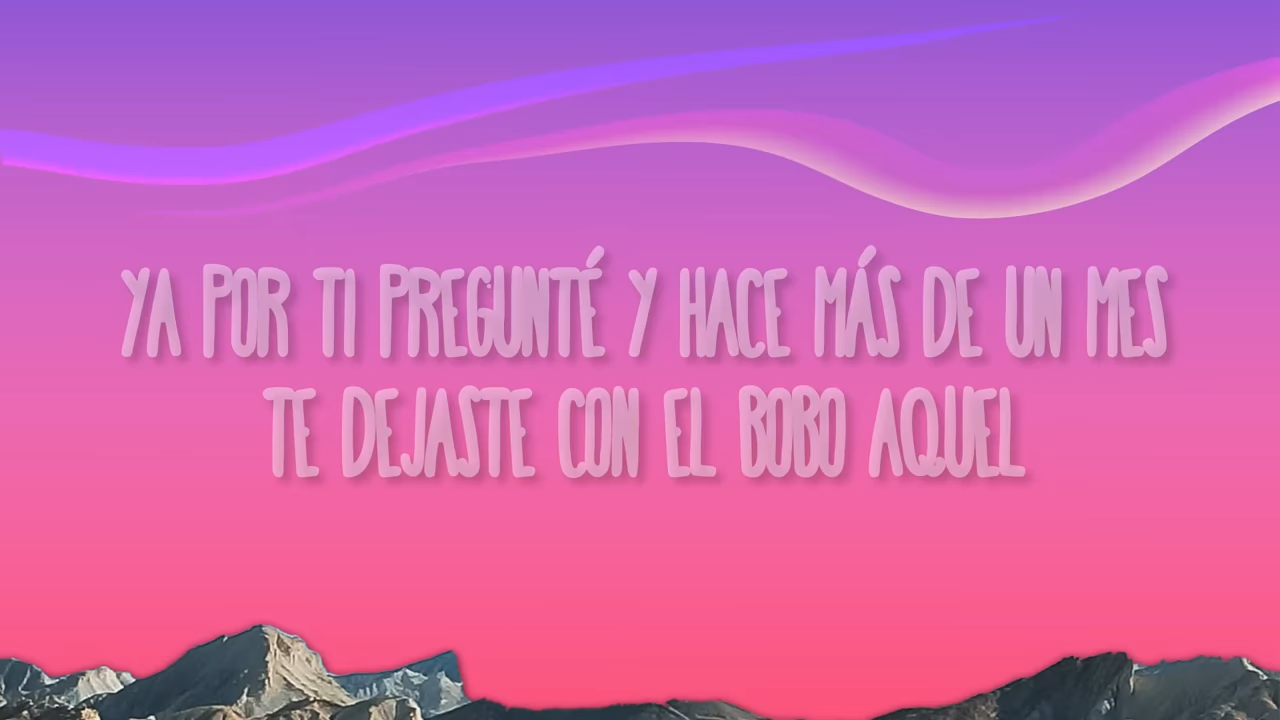 YA POR TI PREGUNTÉ Y HACE MÁS DE UN MES
TE DEJASTE CON EL BOBO AQUEL